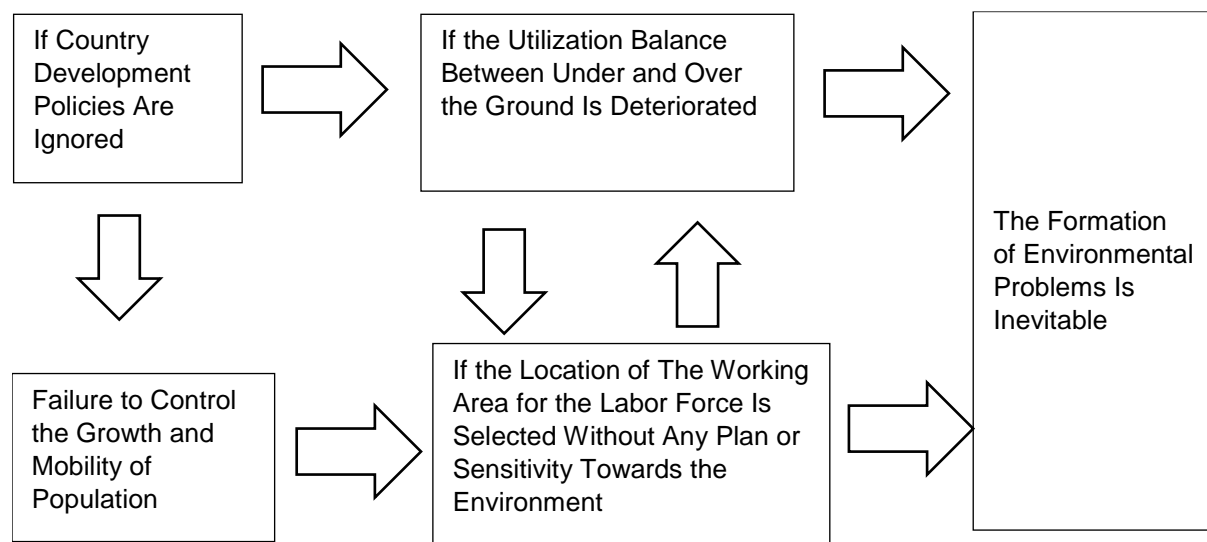 If Country
Development
Policies Are
Ignored
If the Utilization Balance
Between Under and Over
the Ground Is Deteriorated
The Formation
of Environmental
Problems Is
Inevitable
Failure to Control
the Growth and
Mobility of
Population
If the Location of The Working
Area for the Labor Force Is
Selected Without Any Plan or
Sensitivity Towards the
Environment